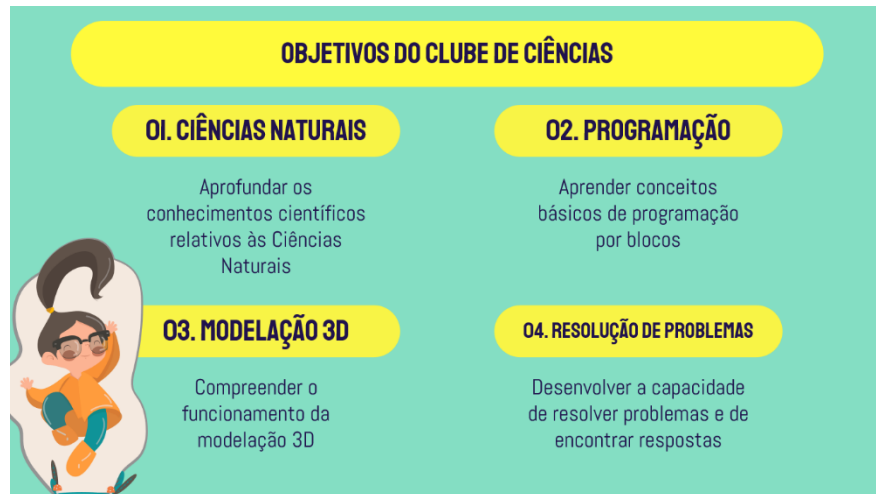 OBJETIVOS DO CLUBE DE CIÊNCIAS
01. CIÊNCIAS NATURAIS
Aprofundar os
conhecimentos científicos
relativos às Ciências
Naturais
02. PROGRAMAÇÃO
Aprender conceitos
básicos de programação
por blocos
03. MODELAÇÃO 3D
Compreender o
funcionamento da
modelação 3D
04. RESOLUÇÃO DE PROBLEMAS
Desenvolver a capacidade
de resolver problemas e de
encontrar respostas